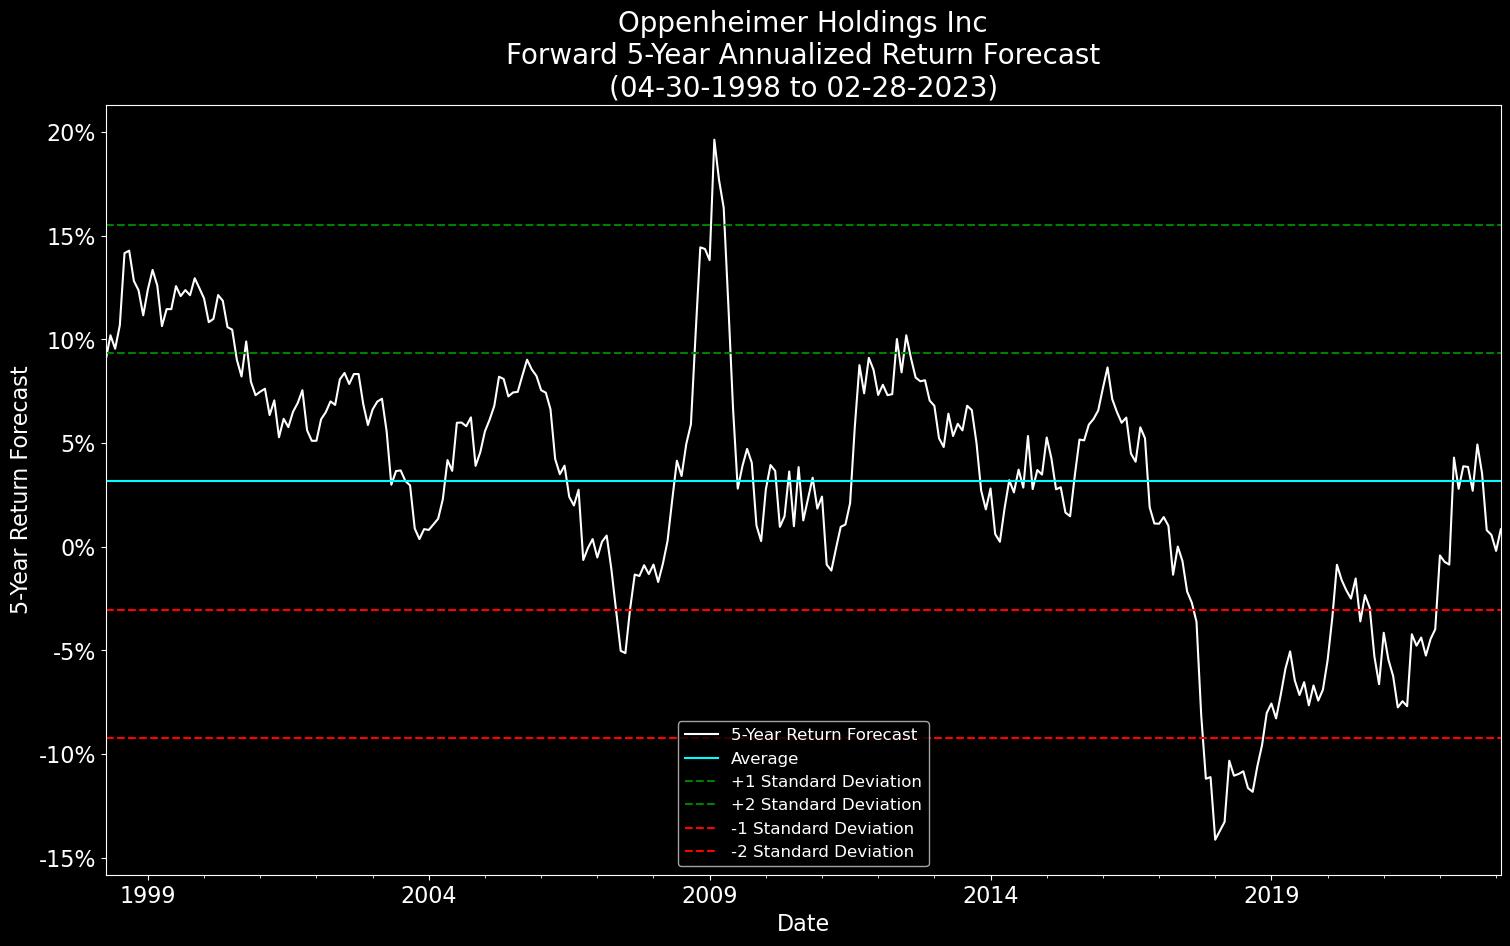 Oppenheimer Holdings Inc
Forward 5-Year Annualized Return Forecast
(04-30-1998 to 02-28-2023)
5-Year Return Forecast
20%
15%
10%
5%
0%
-5%
-10%
-15%
5-Year Return Forecast
Average
+1 Standard Deviation
+2 Standard Deviation
-1 Standard Deviation
-2 Standard Deviation
1999 2004 2009 2014 2019
Date